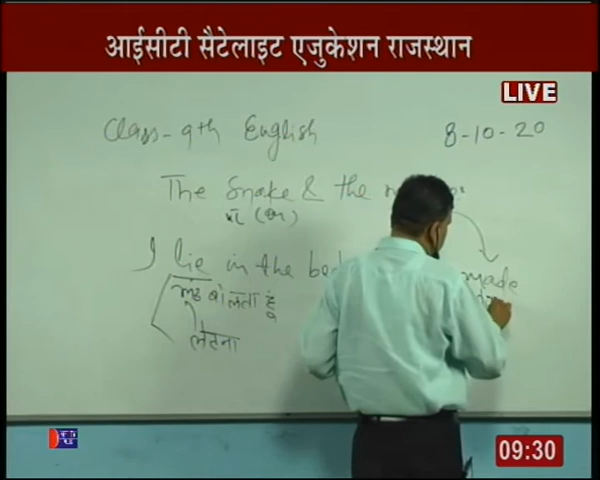 आईसीटी सैटेलाइट एजुकेशन राजस्थान
LIVE
Class - 9th English
8-10-20
The Snake & the
I lie in the bed
made
झूठ बोलता हूं
लेटना
09:30